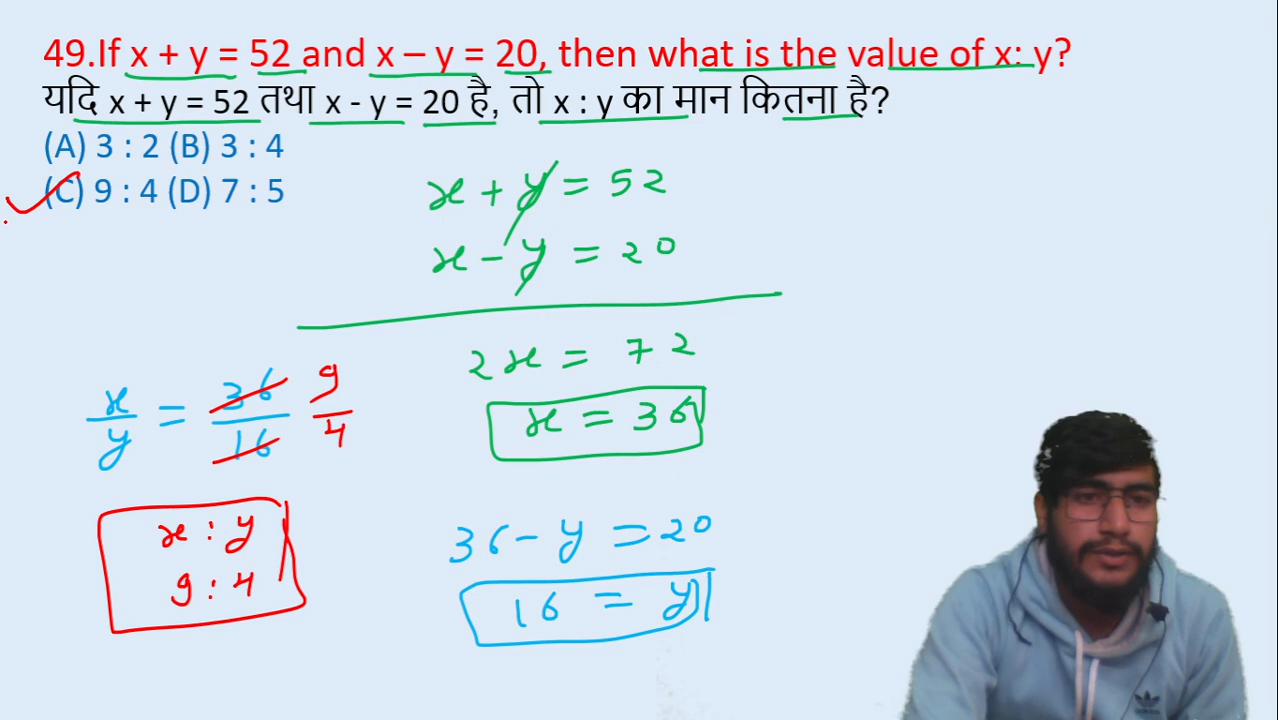 49.If x + y = 52 and x – y = 20, then what is the value of x: y?
यदि x + y = 52 तथा x - y = 20 है, तो x : y का मान कितना है?
(A) 3 : 2 (B) 3 : 4
(C) 9 : 4 (D) 7 : 5
x + y = 52
x - y = 20
2x = 72
x = 36
x/y = 36/16 9/4
36 - y = 20
16 = y
x : y
9 : 4